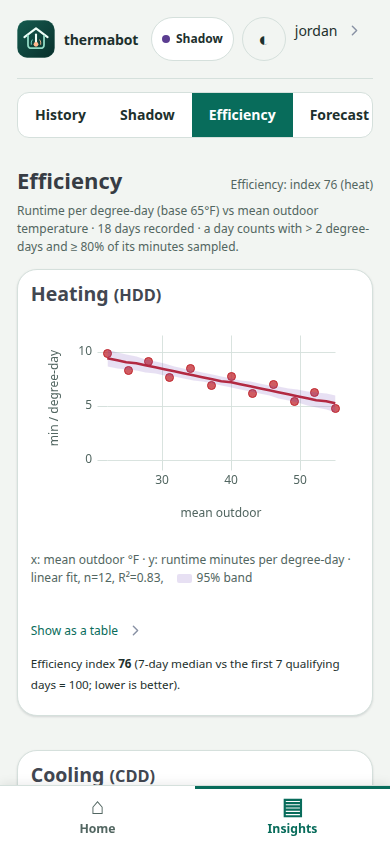 thermabot
Shadow
jordan
History
Shadow
Efficiency
Forecast
Efficiency
Efficiency: index 76 (heat)
Runtime per degree-day (base 65°F) vs mean outdoor
temperature · 18 days recorded · a day counts with > 2 degree-
days and ≥ 80% of its minutes sampled.
Heating (HDD)
min / degree-day
10
5
0
30
40
50
mean outdoor
x: mean outdoor °F · y: runtime minutes per degree-day ·
linear fit, n=12, R²=0.83, 95% band
Show as a table
Efficiency index 76 (7-day median vs the first 7 qualifying
days = 100; lower is better).
Cooling (CDD)
Home
Insights